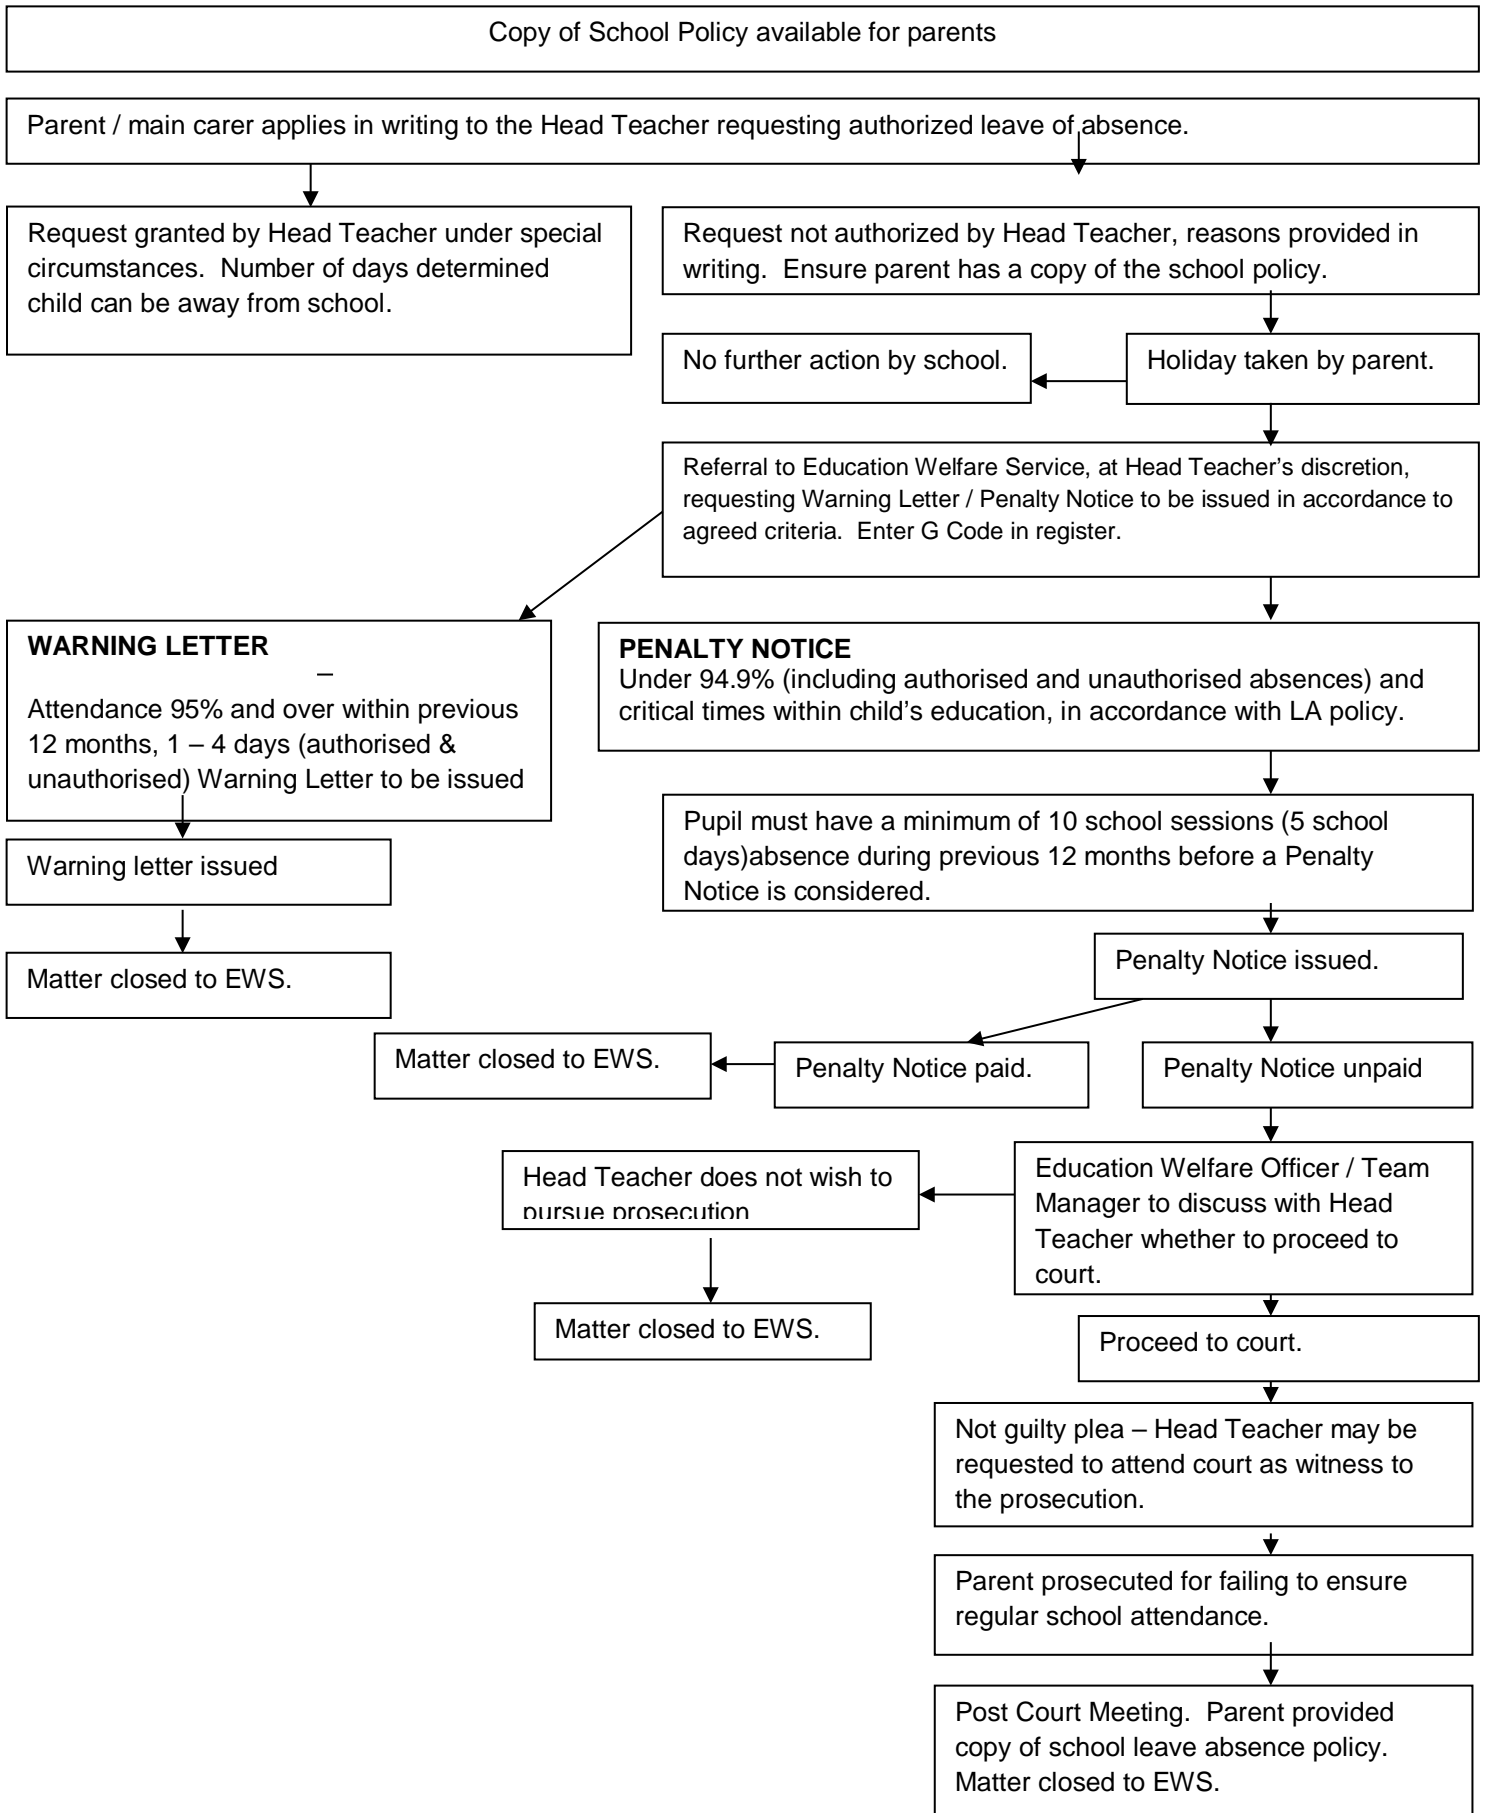 Copy of School Policy available for parents
Parent / main carer applies in writing to the Head Teacher requesting authorized leave of absence.
Request granted by Head Teacher under special
circumstances.  Number of days determined
child can be away from school.
Request not authorized by Head Teacher, reasons provided in
writing.  Ensure parent has a copy of the school policy.
No further action by school.
Holiday taken by parent.
Referral to Education Welfare Service, at Head Teacher’s discretion,
requesting Warning Letter / Penalty Notice to be issued in accordance to
agreed criteria.  Enter G Code in register.
WARNING LETTER
–
Attendance 95% and over within previous
12 months, 1 – 4 days (authorised &
unauthorised) Warning Letter to be issued
PENALTY NOTICE
Under 94.9% (including authorised and unauthorised absences) and
critical times within child’s education, in accordance with LA policy.
Warning letter issued
Pupil must have a minimum of 10 school sessions (5 school
days)absence during previous 12 months before a Penalty
Notice is considered.
Matter closed to EWS.
Penalty Notice issued.
Matter closed to EWS.
Penalty Notice paid.
Penalty Notice unpaid
Head Teacher does not wish to
pursue prosecution
Education Welfare Officer / Team
Manager to discuss with Head
Teacher whether to proceed to
court.
Matter closed to EWS.
Proceed to court.
Not guilty plea – Head Teacher may be
requested to attend court as witness to
the prosecution.
Parent prosecuted for failing to ensure
regular school attendance.
Post Court Meeting.  Parent provided
copy of school leave absence policy.
Matter closed to EWS.